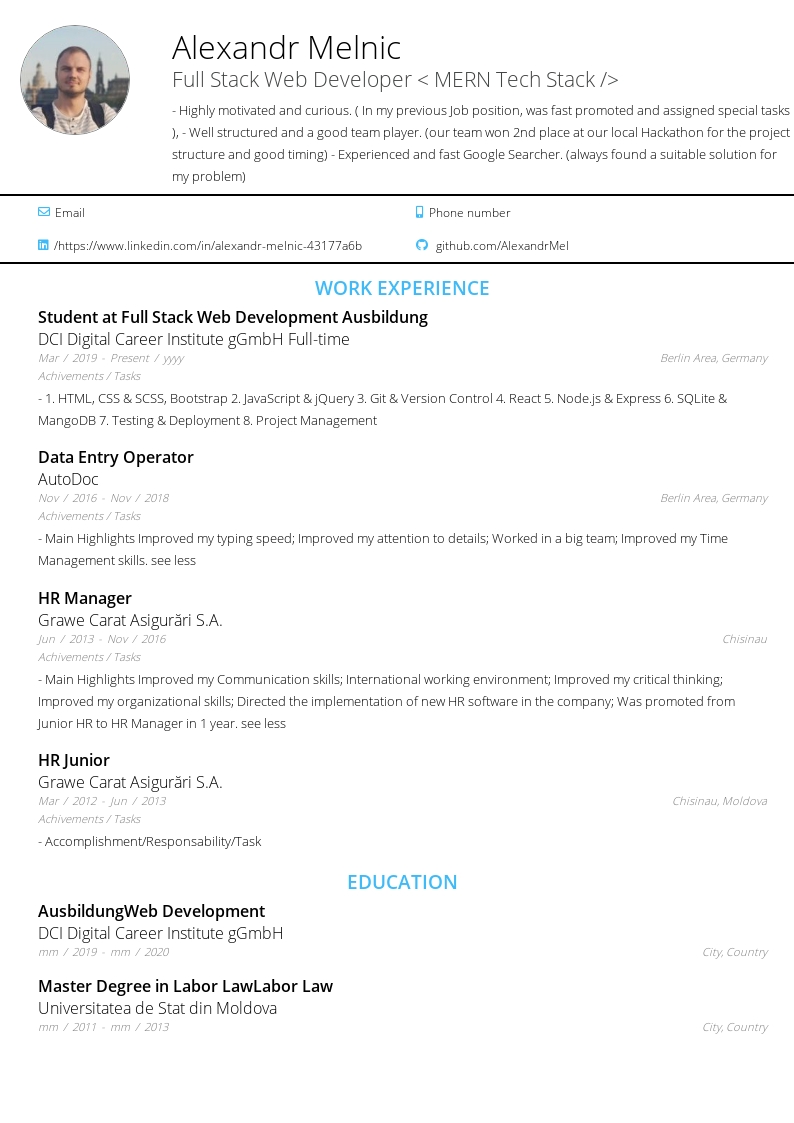 Alexandr Melnic
Full Stack Web Developer < MERN Tech Stack />
- Highly motivated and curious. ( In my previous Job position, was fast promoted and assigned special tasks
), - Well structured and a good team player. (our team won 2nd place at our local Hackathon for the project
structure and good timing) - Experienced and fast Google Searcher. (always found a suitable solution for
my problem)
Email
Phone number
/https://www.linkedin.com/in/alexandr-melnic-43177a6b
github.com/AlexandrMel
WORK EXPERIENCE
Student at Full Stack Web Development Ausbildung
DCI Digital Career Institute gGmbH Full-time
Mar / 2019 - Present / yyyy
Berlin Area, Germany
Achivements / Tasks
- 1. HTML, CSS & SCSS, Bootstrap 2. JavaScript & jQuery 3. Git & Version Control 4. React 5. Node.js & Express 6. SQLite &
MangoDB 7. Testing & Deployment 8. Project Management
Data Entry Operator
AutoDoc
Nov / 2016 - Nov / 2018
Berlin Area, Germany
Achivements / Tasks
- Main Highlights Improved my typing speed; Improved my attention to details; Worked in a big team; Improved my Time
Management skills. see less
HR Manager
Grawe Carat Asigurări S.A.
Jun / 2013 - Nov / 2016
Chisinau
Achivements / Tasks
- Main Highlights Improved my Communication skills; International working environment; Improved my critical thinking;
Improved my organizational skills; Directed the implementation of new HR software in the company; Was promoted from
Junior HR to HR Manager in 1 year. see less
HR Junior
Grawe Carat Asigurări S.A.
Mar / 2012 - Jun / 2013
Chisinau, Moldova
Achivements / Tasks
- Accomplishment/Responsability/Task
EDUCATION
AusbildungWeb Development
DCI Digital Career Institute gGmbH
mm / 2019 - mm / 2020
City, Country
Master Degree in Labor LawLabor Law
Universitatea de Stat din Moldova
mm / 2011 - mm / 2013
City, Country